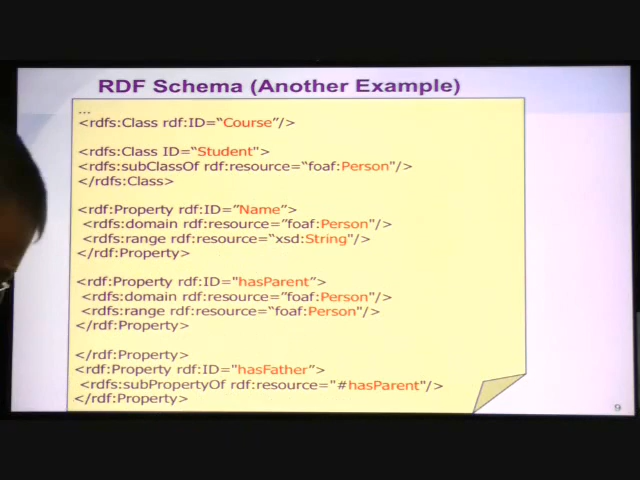 RDF Schema (Another Example)
...
<rdfs:Class rdf:ID="Course"/>
<rdfs:Class ID="Student">
<rdfs:subClassOf rdf:resource="foaf:Person"/>
</rdfs:Class>
<rdf:Property rdf:ID="Name">
<rdfs:domain rdf:resource="foaf:Person"/>
<rdfs:range rdf:resource="xsd:String"/>
</rdf:Property>
<rdf:Property rdf:ID="hasParent">
<rdfs:domain rdf:resource="foaf:Person"/>
<rdfs:range rdf:resource="foaf:Person"/>
</rdf:Property>
</rdf:Property>
<rdf:Property rdf:ID="hasFather">
<rdfs:subPropertyOf rdf:resource="#hasParent"/>
</rdf:Property>
9